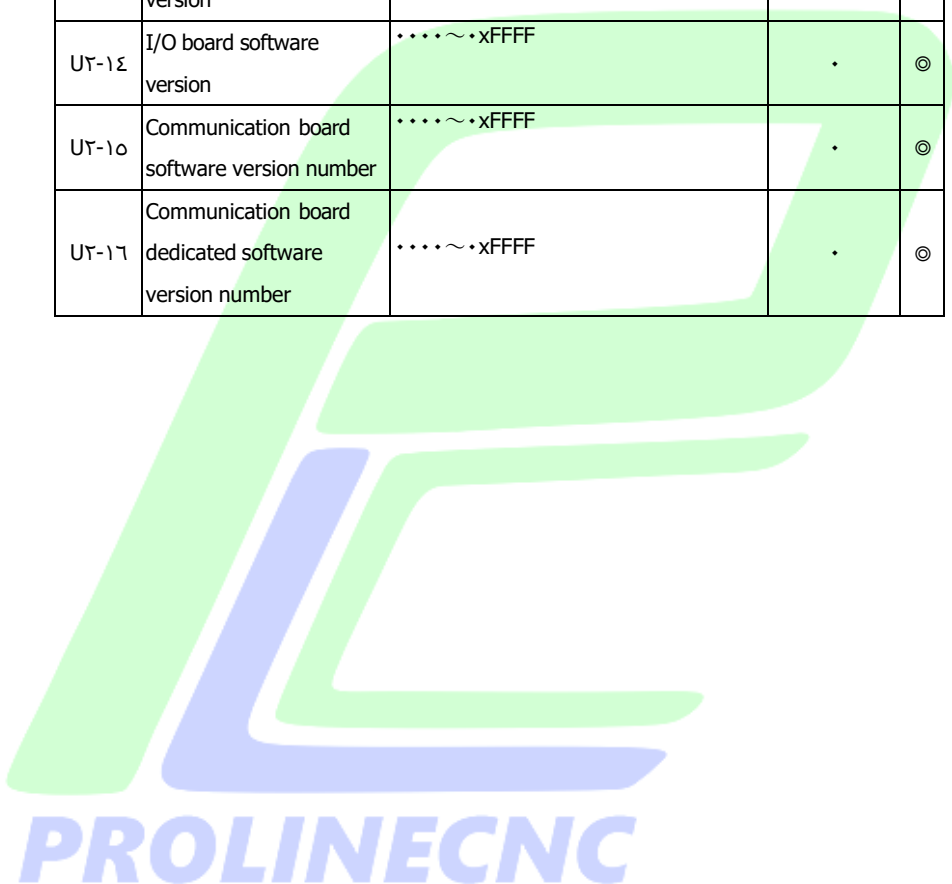 version
I/O board software
version
U٢-١٤
٠٠٠٠～٠xFFFF
٠
◎
Communication board
software version number
U٢-١٥
٠٠٠٠～٠xFFFF
٠
◎
Communication board
dedicated software
version number
U٢-١٦
٠٠٠٠～٠xFFFF
٠
◎
PROLINECNC